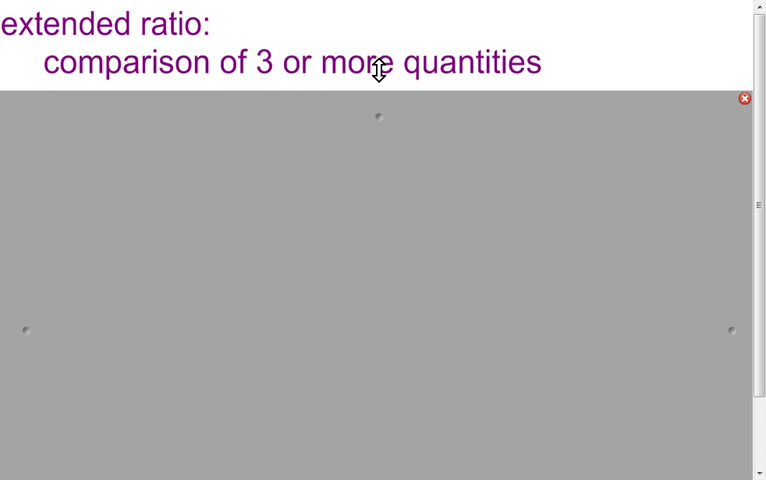 extended ratio:
comparison of 3 or more quantities